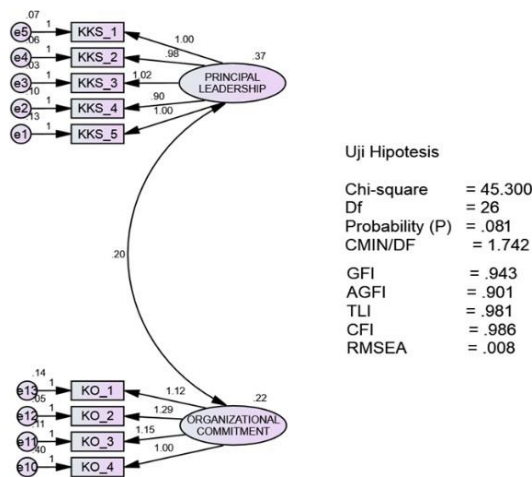 .07
e5 1 KKS_1 1.00
.06
e4 1 KKS_2 .98 .37
.03
e3 1 KKS_3 1.02 PRINCIPAL
LEADERSHIP
.10
e2 1 KKS_4 .90
.13
e1 1 KKS_5 1.00
Uji Hipotesis
Chi-square = 45.300
Df = 26
Probability (P) = .081
CMIN/DF = 1.742
GFI = .943
AGFI = .901
TLI = .981
CFI = .986
RMSEA = .008
.20
.14
e13 1 KO_1 1.12 .22
.05
e12 1 KO_2 1.29
.11
e11 1 KO_3 1.15 ORGANIZATIONAL
COMMITMENT
.40
e10 1 KO_4 1.00